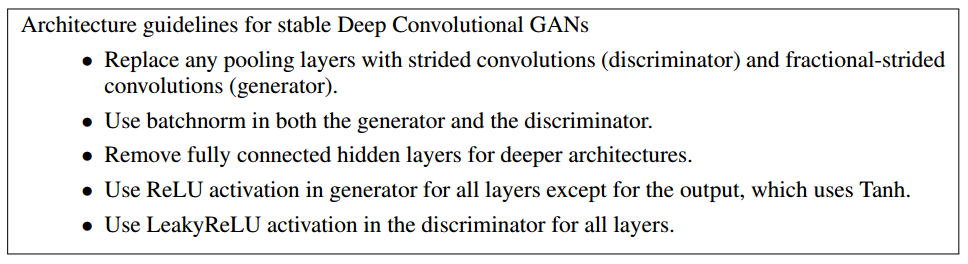 Architecture guidelines for stable Deep Convolutional GANs
• Replace any pooling layers with strided convolutions (discriminator) and fractional-strided
convolutions (generator).
• Use batchnorm in both the generator and the discriminator.
• Remove fully connected hidden layers for deeper architectures.
• Use ReLU activation in generator for all layers except for the output, which uses Tanh.
• Use LeakyReLU activation in the discriminator for all layers.